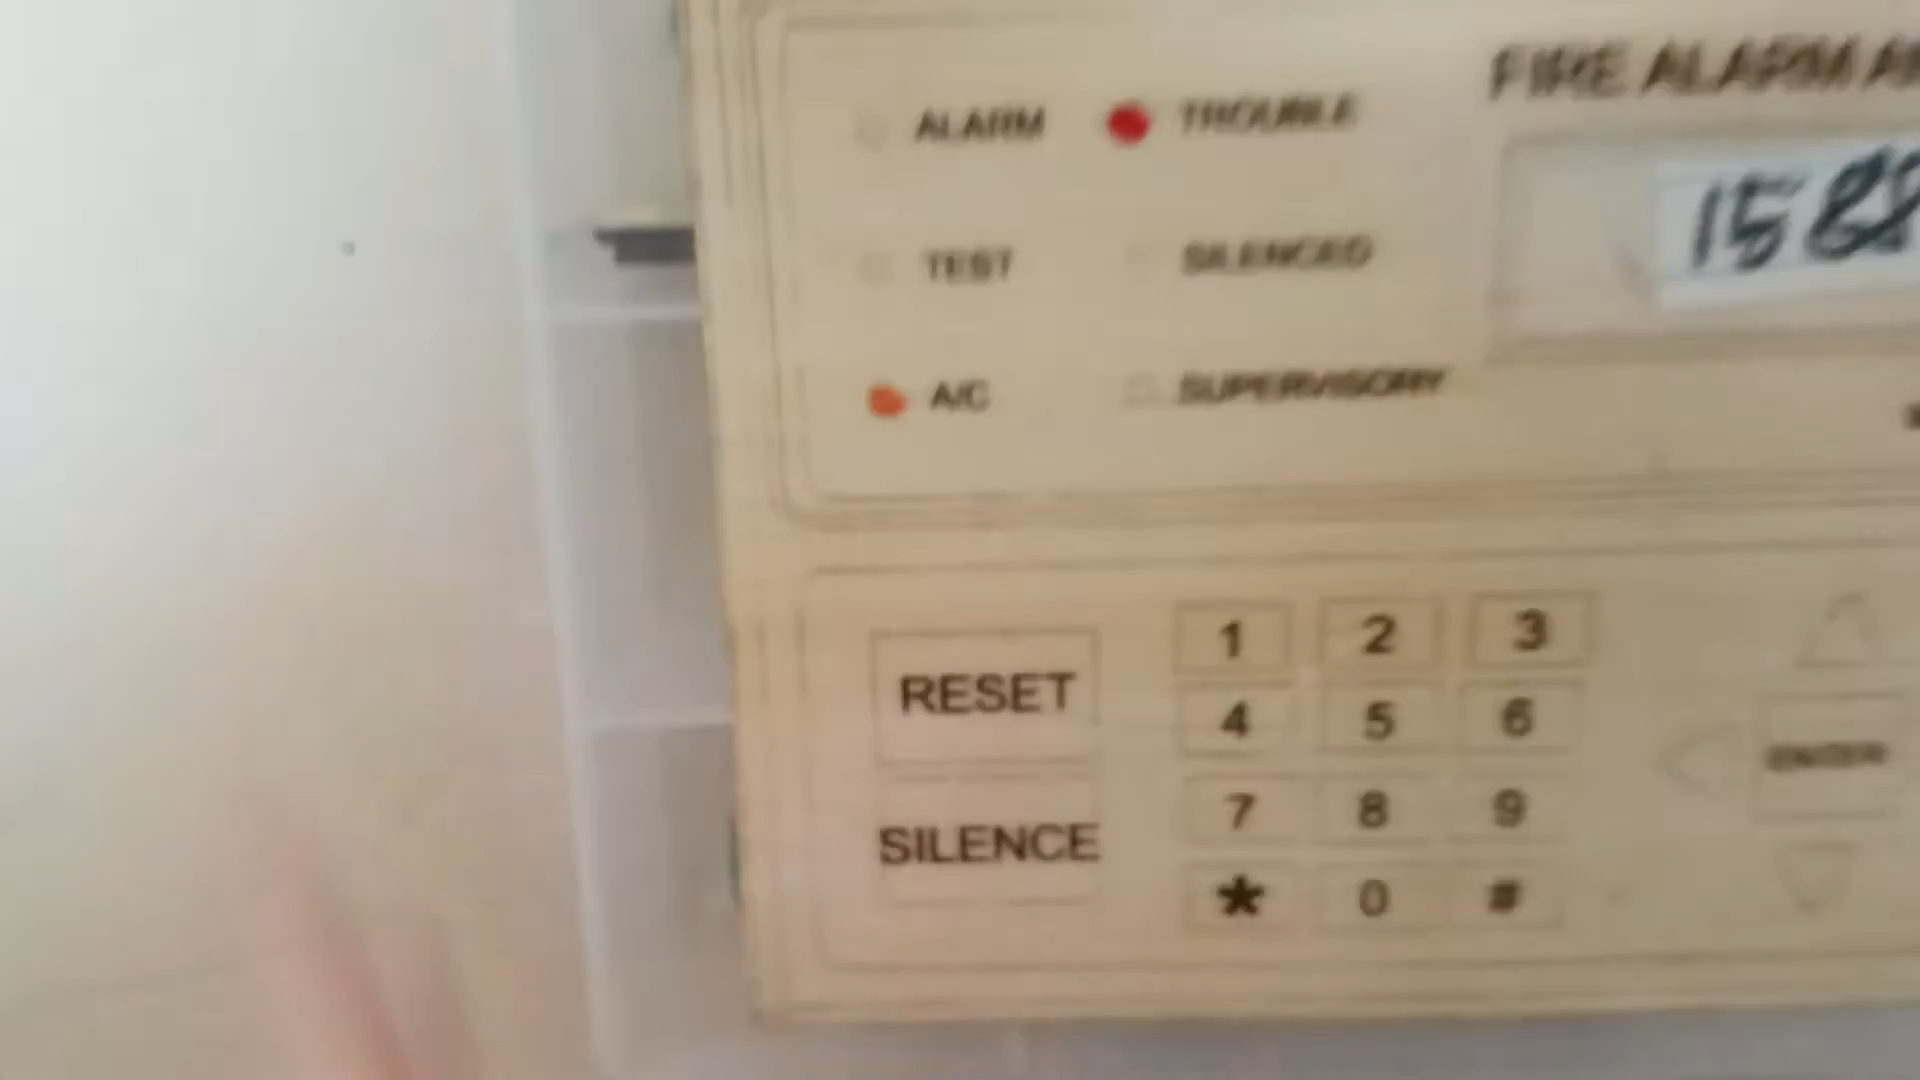 FIRE ALARM
ALARM TROUBLE
TEST SILENCED
A/C SUPERVISORY
RESET
SILENCE
1 2 3
4 5 6
7 8 9
* 0 #
ENTER